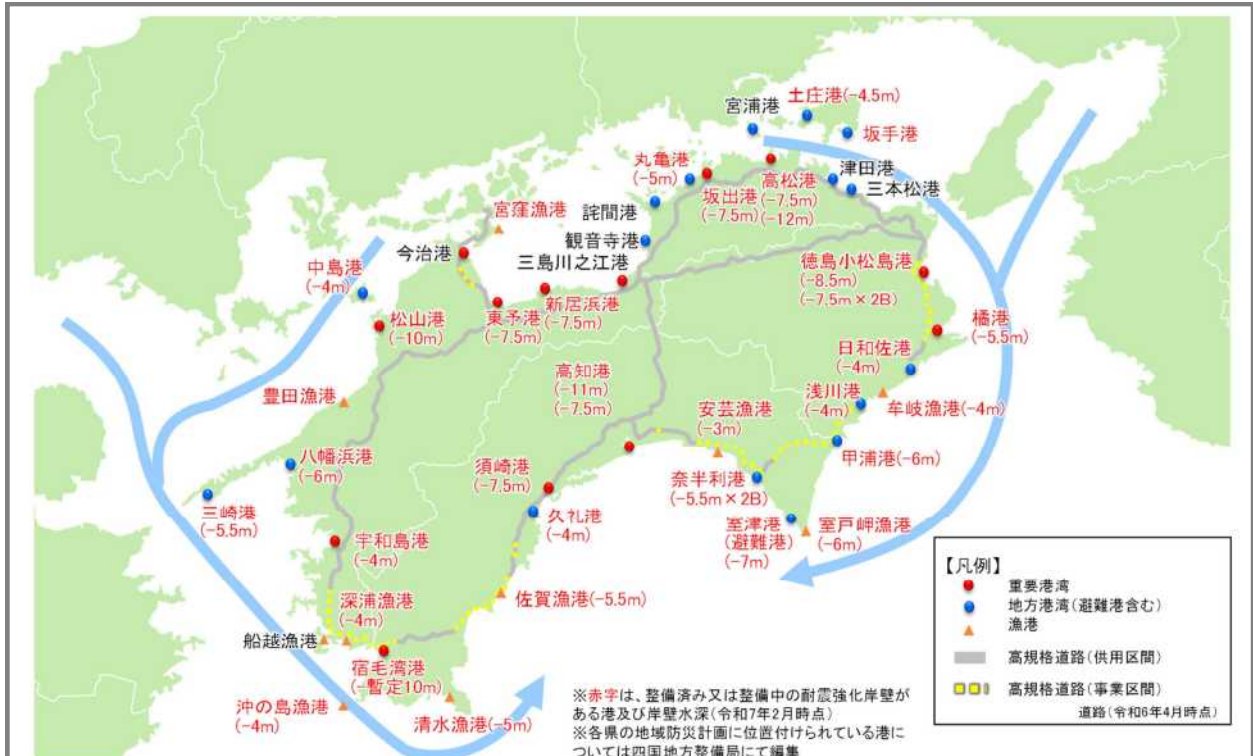 宮浦港
土庄港(-4.5m)
坂手港
丸亀港
(-5m)
坂出港
(-7.5m)
高松港
(-7.5m)
(-12m)
津田港
三本松港
詫間港
観音寺港
三島川之江港
宮窪漁港
今治港
中島港
(-4m)
松山港
(-10m)
東予港
(-7.5m)
新居浜港
(-7.5m)
徳島小松島港
(-8.5m)
(-7.5m×2B)
橘港
(-5.5m)
日和佐港
(-4m)
高知港
(-11m)
(-7.5m)
安芸漁港
(-3m)
浅川港
(-4m)
牟岐漁港(-4m)
甲浦港(-6m)
豊田漁港
八幡浜港
(-6m)
三崎港
(-5.5m)
須崎港
(-7.5m)
久礼港
(-4m)
奈半利港
(-5.5m×2B)
室津港
(避難港)
(-7m)
室戸岬漁港
(-6m)
宇和島港
(-4m)
深浦漁港
(-4m)
佐賀漁港(-5.5m)
船越漁港
宿毛湾港
(-暫定10m)
沖の島漁港
(-4m)
清水漁港(-5m)
【凡例】
重要港湾
地方港湾(避難港含む)
漁港
高規格道路(供用区間)
高規格道路(事業区間)
道路(令和6年4月時点)
※赤字は、整備済み又は整備中の耐震強化岸壁が
ある港及び岸壁水深(令和7年2月時点)
※各県の地域防災計画に位置付けられている港に
ついては四国地方整備局にて編集